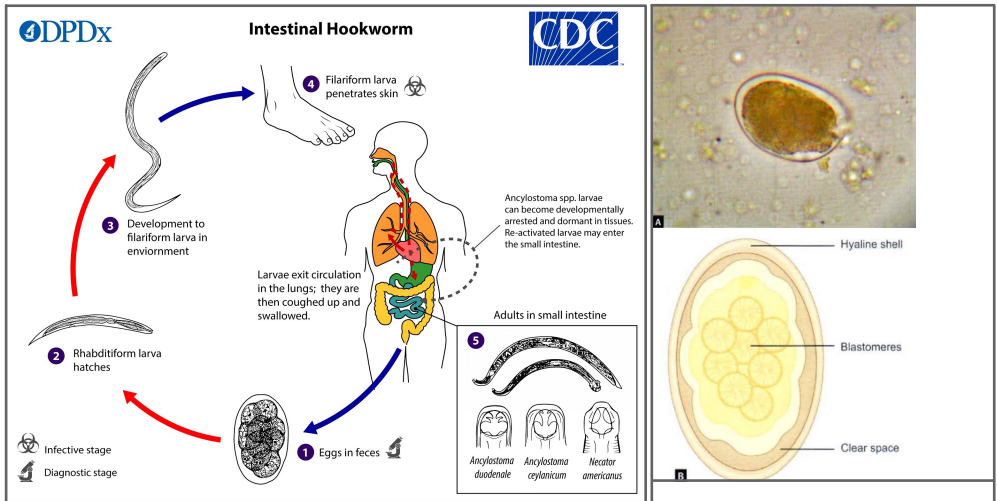 DPDx
Intestinal Hookworm
CDC
TM
4 Filariform larva
penetrates skin
3 Development to
filariform larva in
enviornment
Ancylostoma spp. larvae
can become developmentally
arrested and dormant in tissues.
Re-activated larvae may enter
the small intestine.
Larvae exit circulation
in the lungs; they are
then coughed up and
swallowed.
Adults in small intestine
5
2 Rhabditiform larva
hatches
1 Eggs in feces
Infective stage
Diagnostic stage
Ancylostoma
duodenale
Ancylostoma
ceylanicum
Necator
americanus
A
Hyaline shell
Blastomeres
Clear space
B